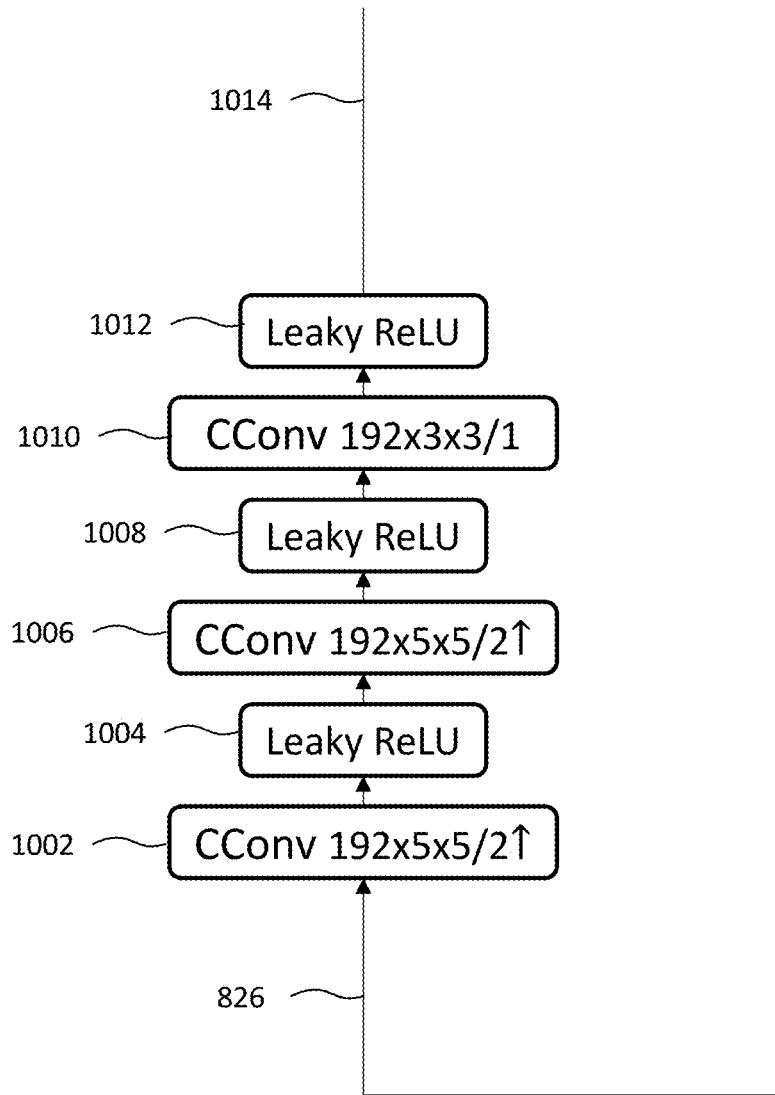 1014
1012 Leaky ReLU
1010 CConv 192x3x3/1
1008 Leaky ReLU
1006 CConv 192x5x5/2↑
1004 Leaky ReLU
1002 CConv 192x5x5/2↑
826